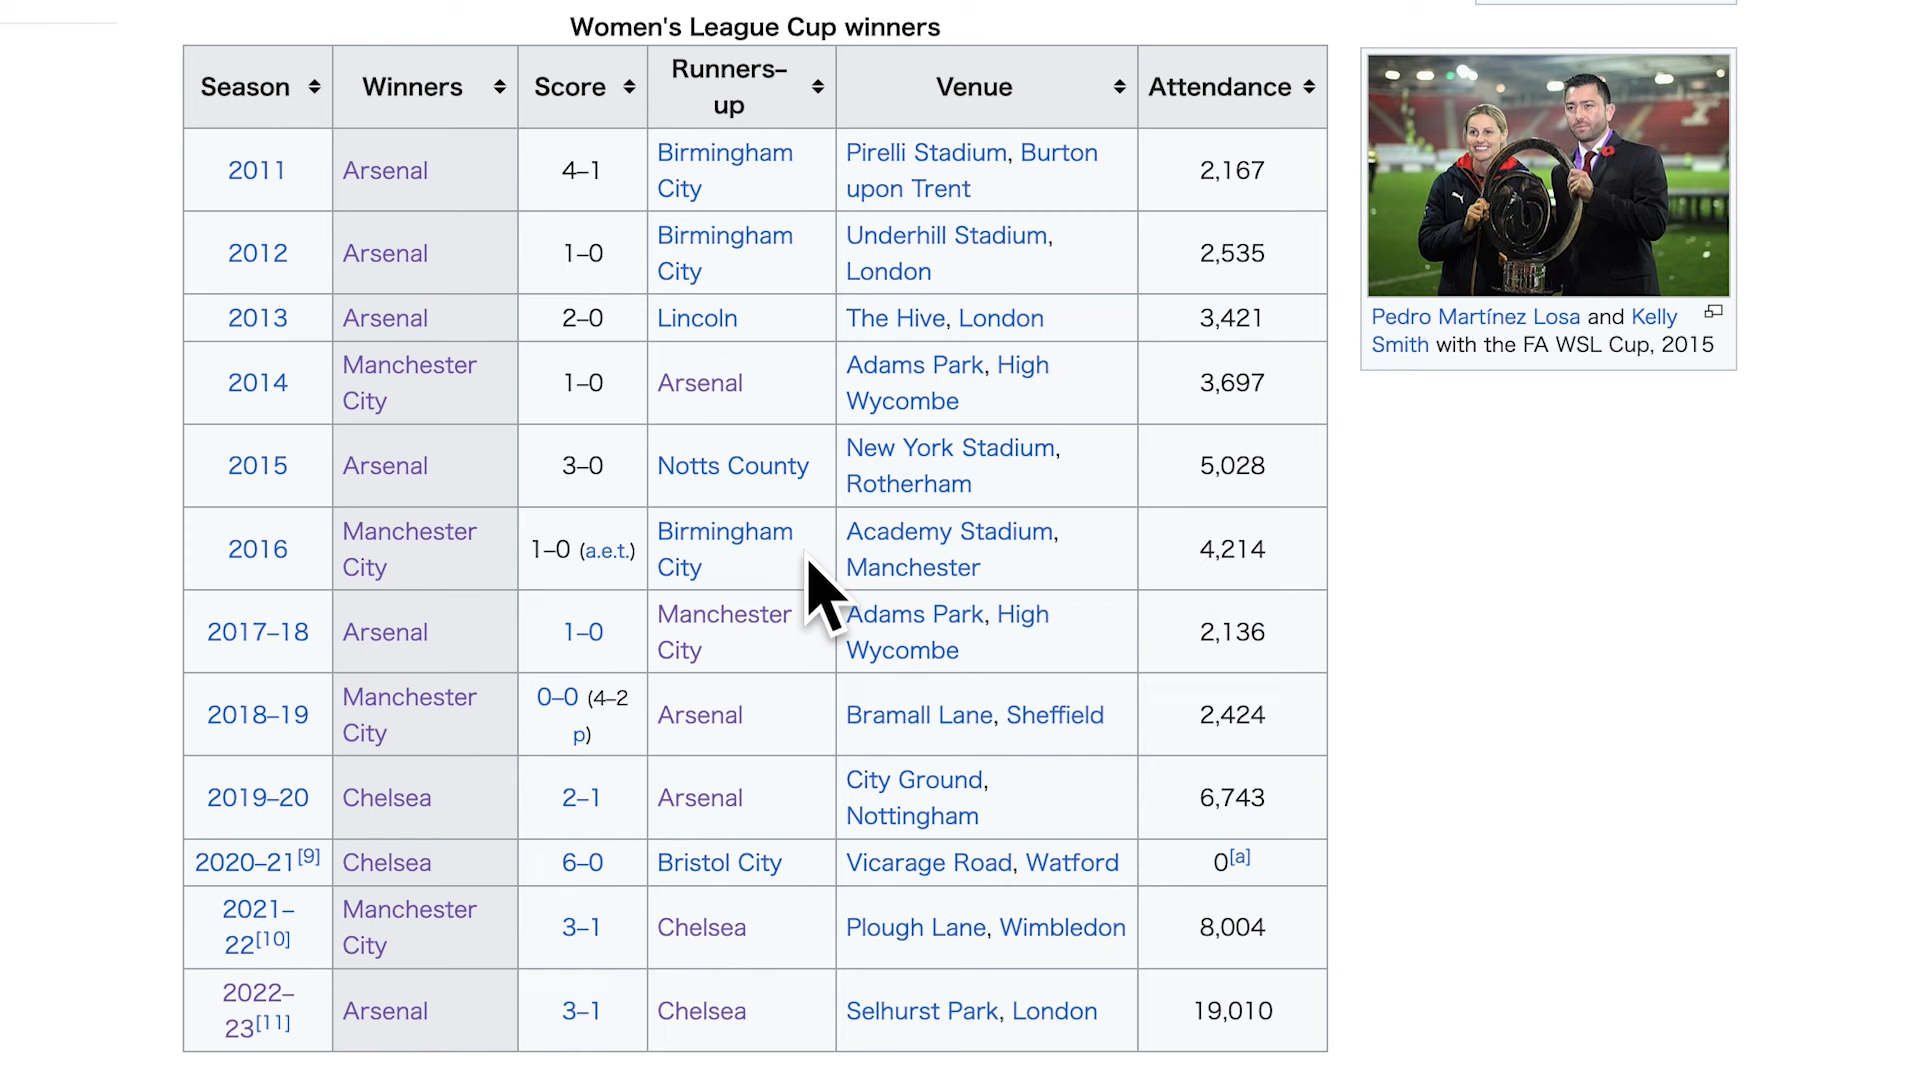 Women's League Cup winners
Season Winners Score Runners–up Venue Attendance
2011 Arsenal 4–1 Birmingham City Pirelli Stadium, Burton upon Trent 2,167
2012 Arsenal 1–0 Birmingham City Underhill Stadium, London 2,535
2013 Arsenal 2–0 Lincoln The Hive, London 3,421
2014 Manchester City 1–0 Arsenal Adams Park, High Wycombe 3,697
2015 Arsenal 3–0 Notts County New York Stadium, Rotherham 5,028
2016 Manchester City 1–0 (a.e.t.) Birmingham City Academy Stadium, Manchester 4,214
2017–18 Arsenal 1–0 Manchester City Adams Park, High Wycombe 2,136
2018–19 Manchester City 0–0 (4–2 p) Arsenal Bramall Lane, Sheffield 2,424
2019–20 Chelsea 2–1 Arsenal City Ground, Nottingham 6,743
2020–21[9] Chelsea 6–0 Bristol City Vicarage Road, Watford 0[a]
2021–22[10] Manchester City 3–1 Chelsea Plough Lane, Wimbledon 8,004
2022–23[11] Arsenal 3–1 Chelsea Selhurst Park, London 19,010
Pedro Martínez Losa and Kelly
Smith with the FA WSL Cup, 2015